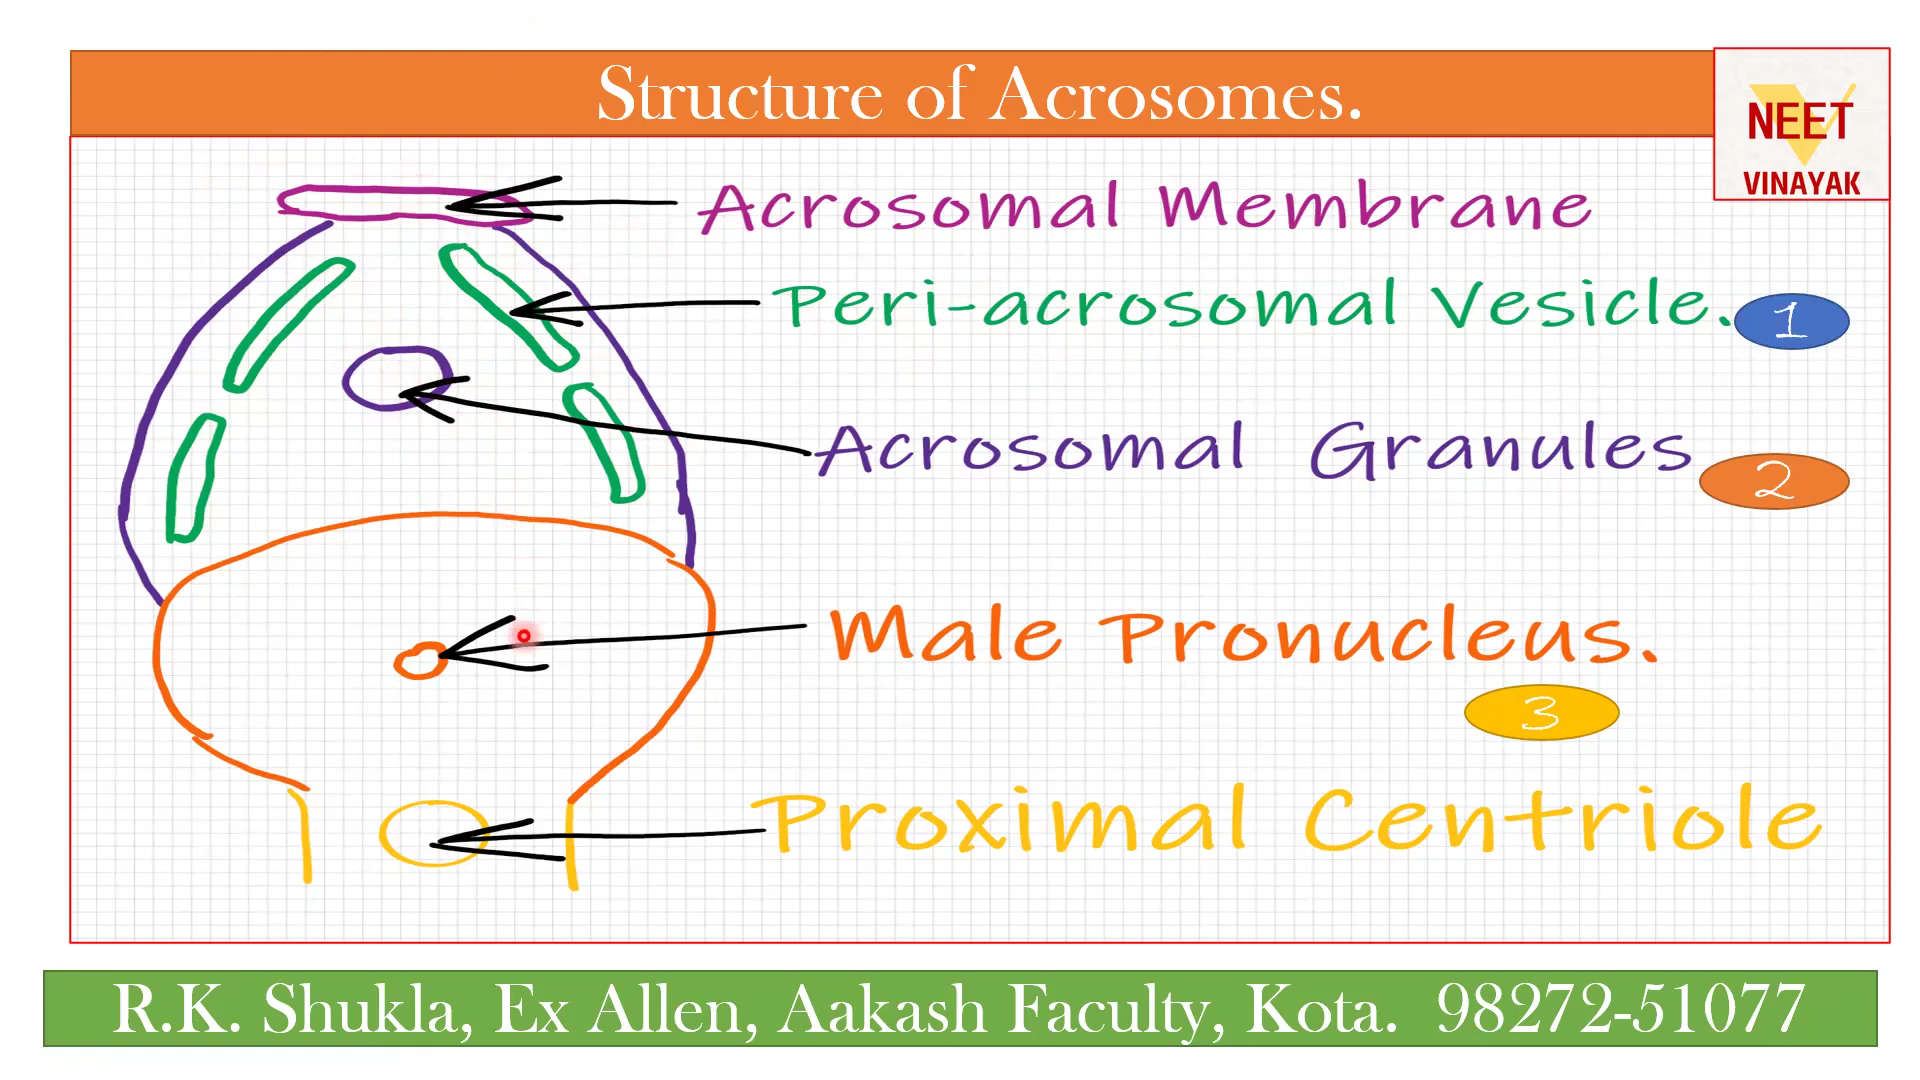 Structure of Acrosomes.
NEET
VINAYAK
Acrosomal Membrane
Peri-acrosomal Vesicle.
1
Acrosomal Granules
2
Male Pronucleus.
3
Proximal Centriole
R.K. Shukla, Ex Allen, Aakash Faculty, Kota. 98272-51077